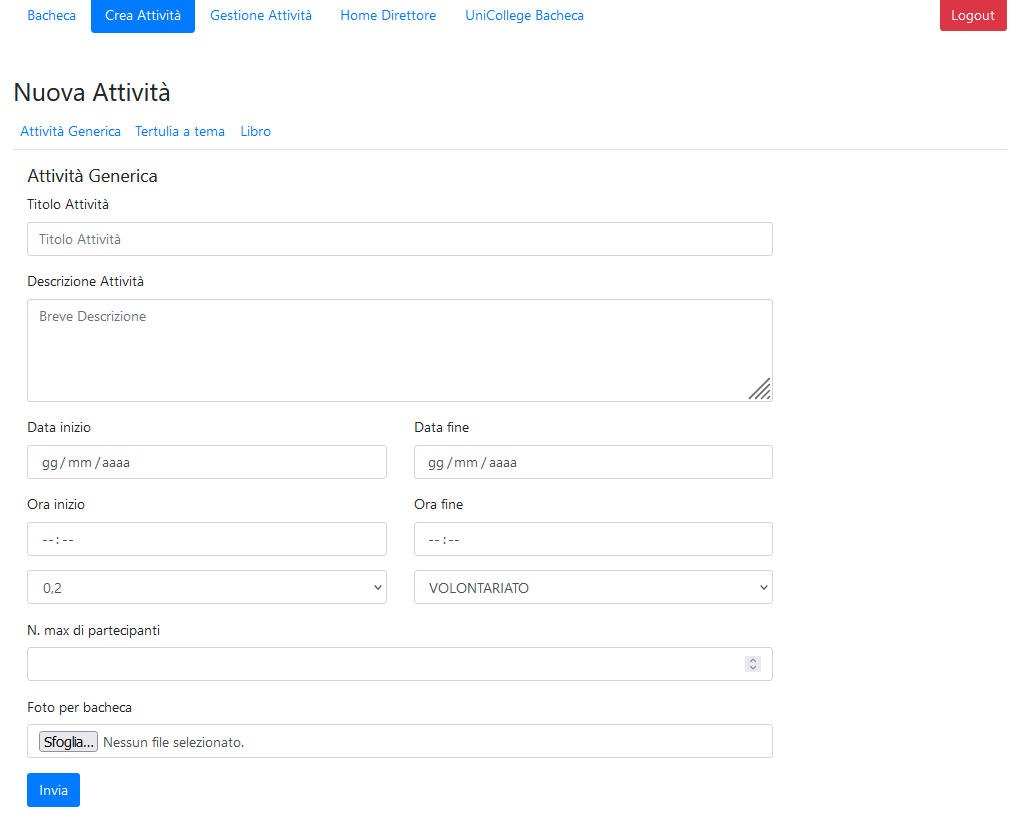 Bacheca Crea Attività Gestione Attività Home Direttore UniCollege Bacheca Logout
Nuova Attività
Attività Generica Tertulia a tema Libro
Attività Generica
Titolo Attività
Titolo Attività
Descrizione Attività
Breve Descrizione
Data inizio Data fine
gg/mm/aaaa gg/mm/aaaa
Ora inizio Ora fine
--:-- --:--
0,2 VOLONTARIATO
N. max di partecipanti
Foto per bacheca
Sfoglia... Nessun file selezionato.
Invia